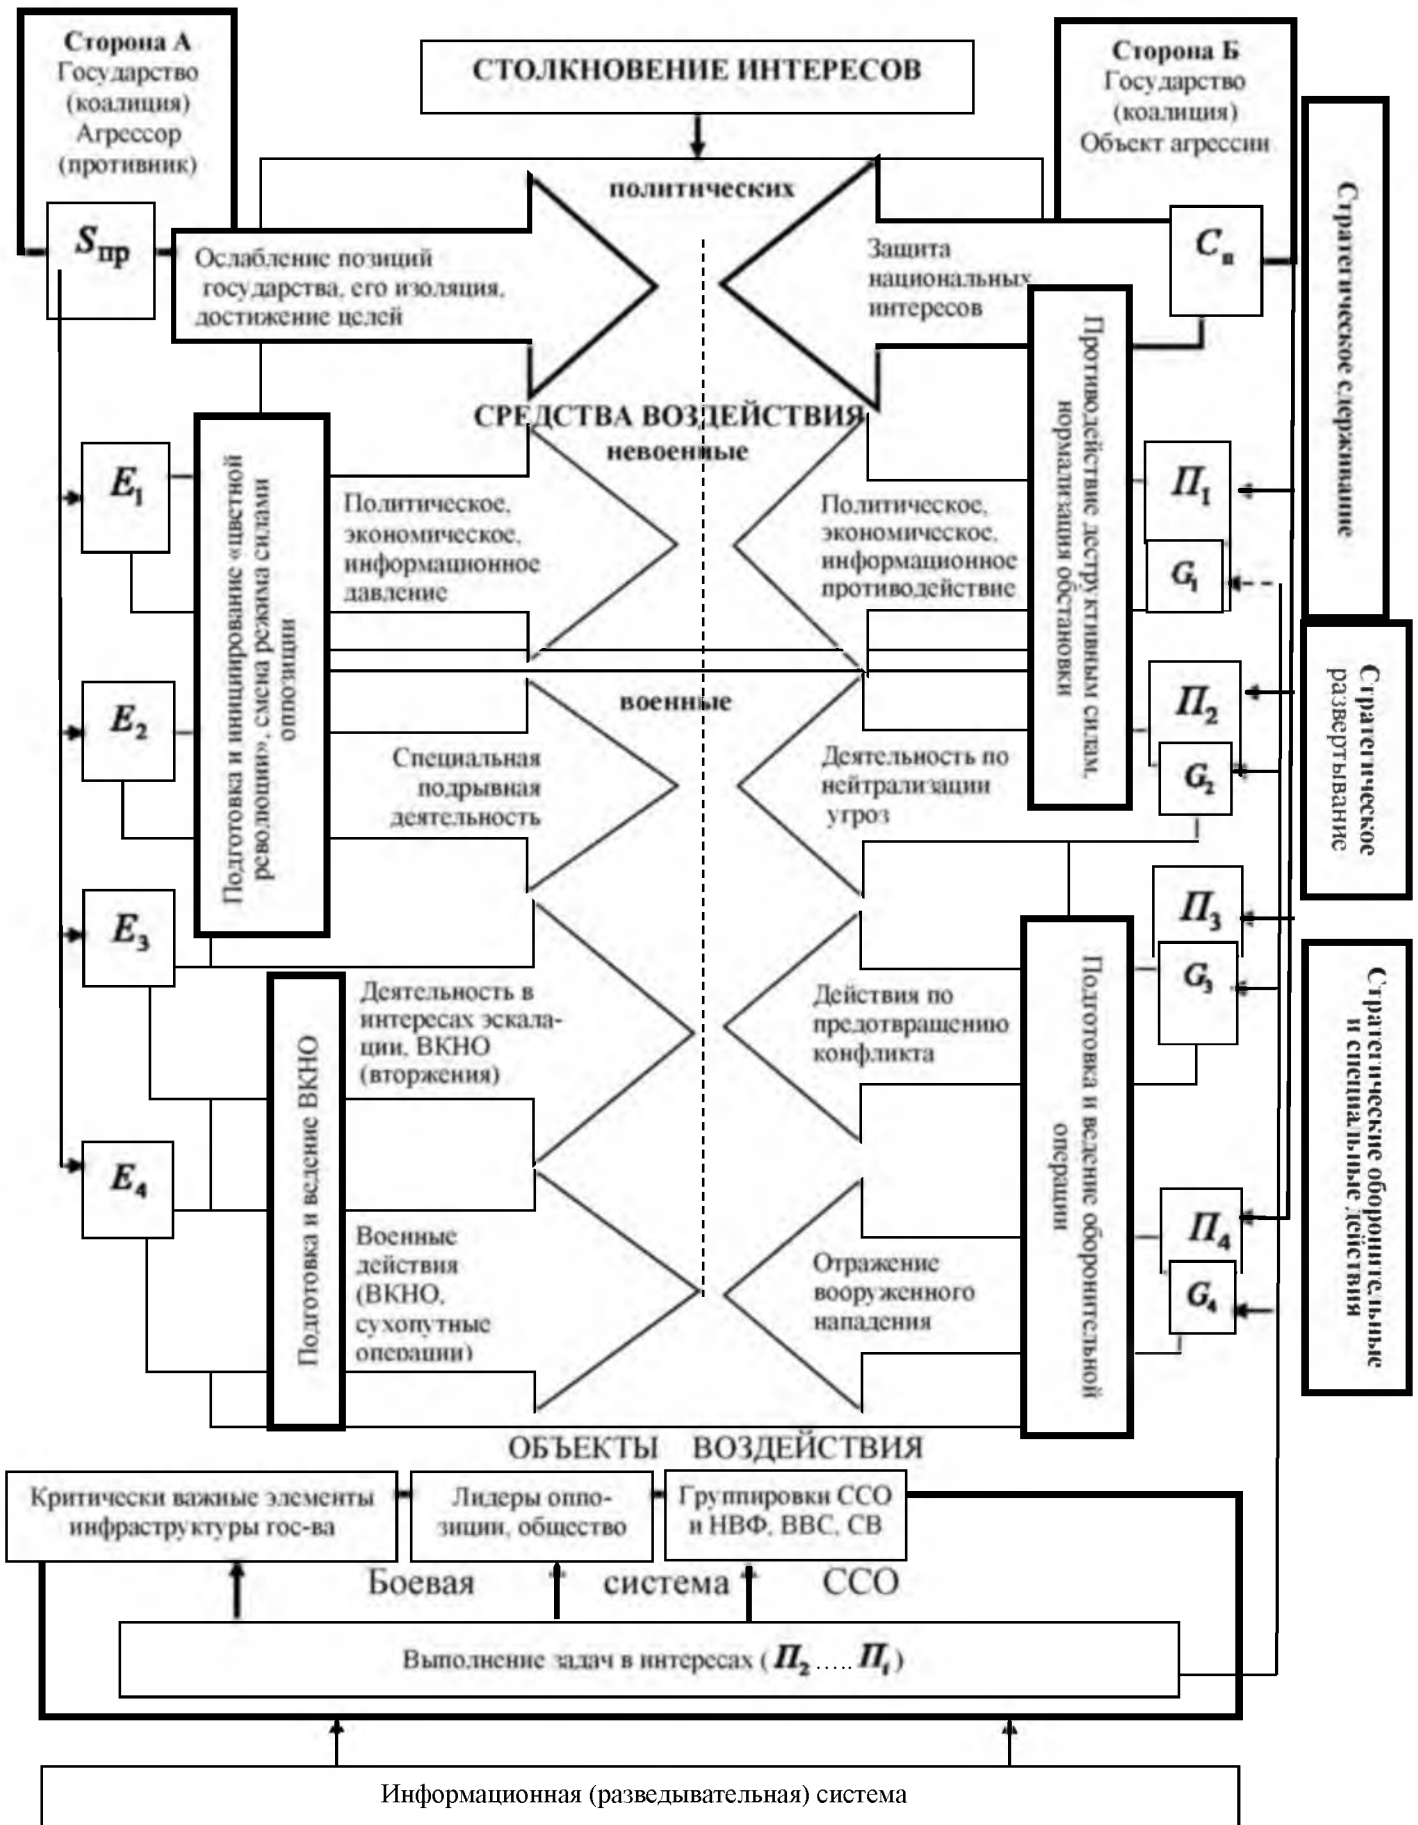 Сторона А
Государство
(коалиция)
Агрессор
(противник)
СТОЛКНОВЕНИЕ ИНТЕРЕСОВ
Сторона Б
Государство
(коалиция)
Объект агрессии
политических
Sпр
Ослабление позиций
государства, его изоляция,
достижение целей
Защита
национальных
интересов
Сп
Стратегическое сдерживание
СРЕДСТВА ВОЗДЕЙСТВИЯ
невоенные
E1
Подготовка и инициирование «цветной
революции», смена режима силами
оппозиции
Политическое,
экономическое,
информационное
давление
Политическое,
экономическое,
информационное
противодействие
Противодействие деструктивным силам,
нормализация обстановки
П1
G1
военные
E2
Специальная
подрывная
деятельность
Деятельность по
нейтрализации
угроз
П2
G2
Стратегическое
развертывание
E3
Деятельность в
интересах эскала-
ции, ВКНО
(вторжения)
Действия по
предотвращению
конфликта
П3
G3
Подготовка и ведение ВКНО
Подготовка и ведение оборонительной
операции
Стратегические оборонительные
и специальные действия
E4
Военные
действия
(ВКНО,
сухопутные
операции)
Отражение
вооруженного
нападения
П4
G4
ОБЪЕКТЫ ВОЗДЕЙСТВИЯ
Критически важные элементы
инфраструктуры гос-ва
Лидеры оппо-
зиции, общество
Группировки ССО
и НВФ, ВВС, СВ
Боевая система ССО
Выполнение задач в интересах ( П2 ..... Пi )
Информационная (разведывательная) система